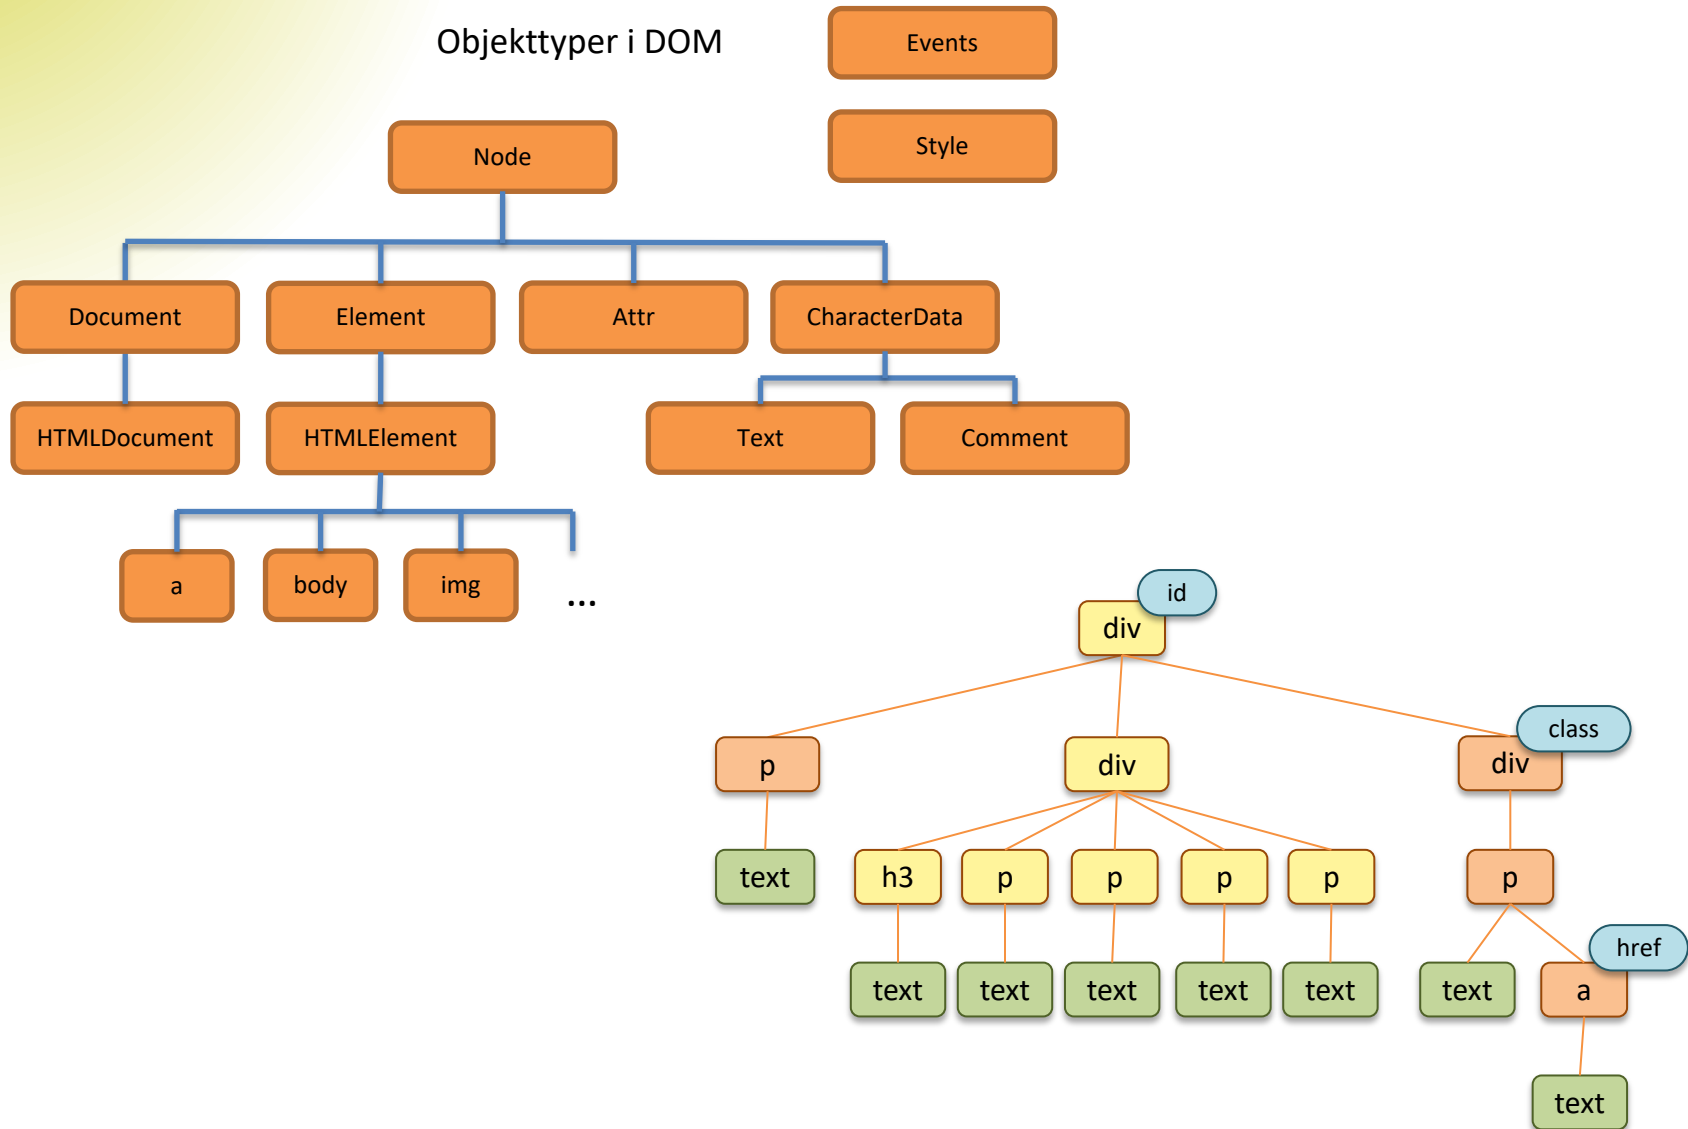 Objekttyper i DOM
Events
Style
Node
Document
Element
Attr
CharacterData
HTMLDocument
HTMLElement
Text
Comment
a
body
img
...
id
div
class
p
div
div
text
h3
p
p
p
p
p
href
text
text
text
text
text
text
a
text